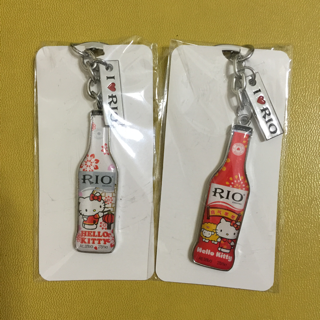 I ♥ RIO
RIO
HELLO
KITTY
I ♥ RIO
RIO
Hello Kitty